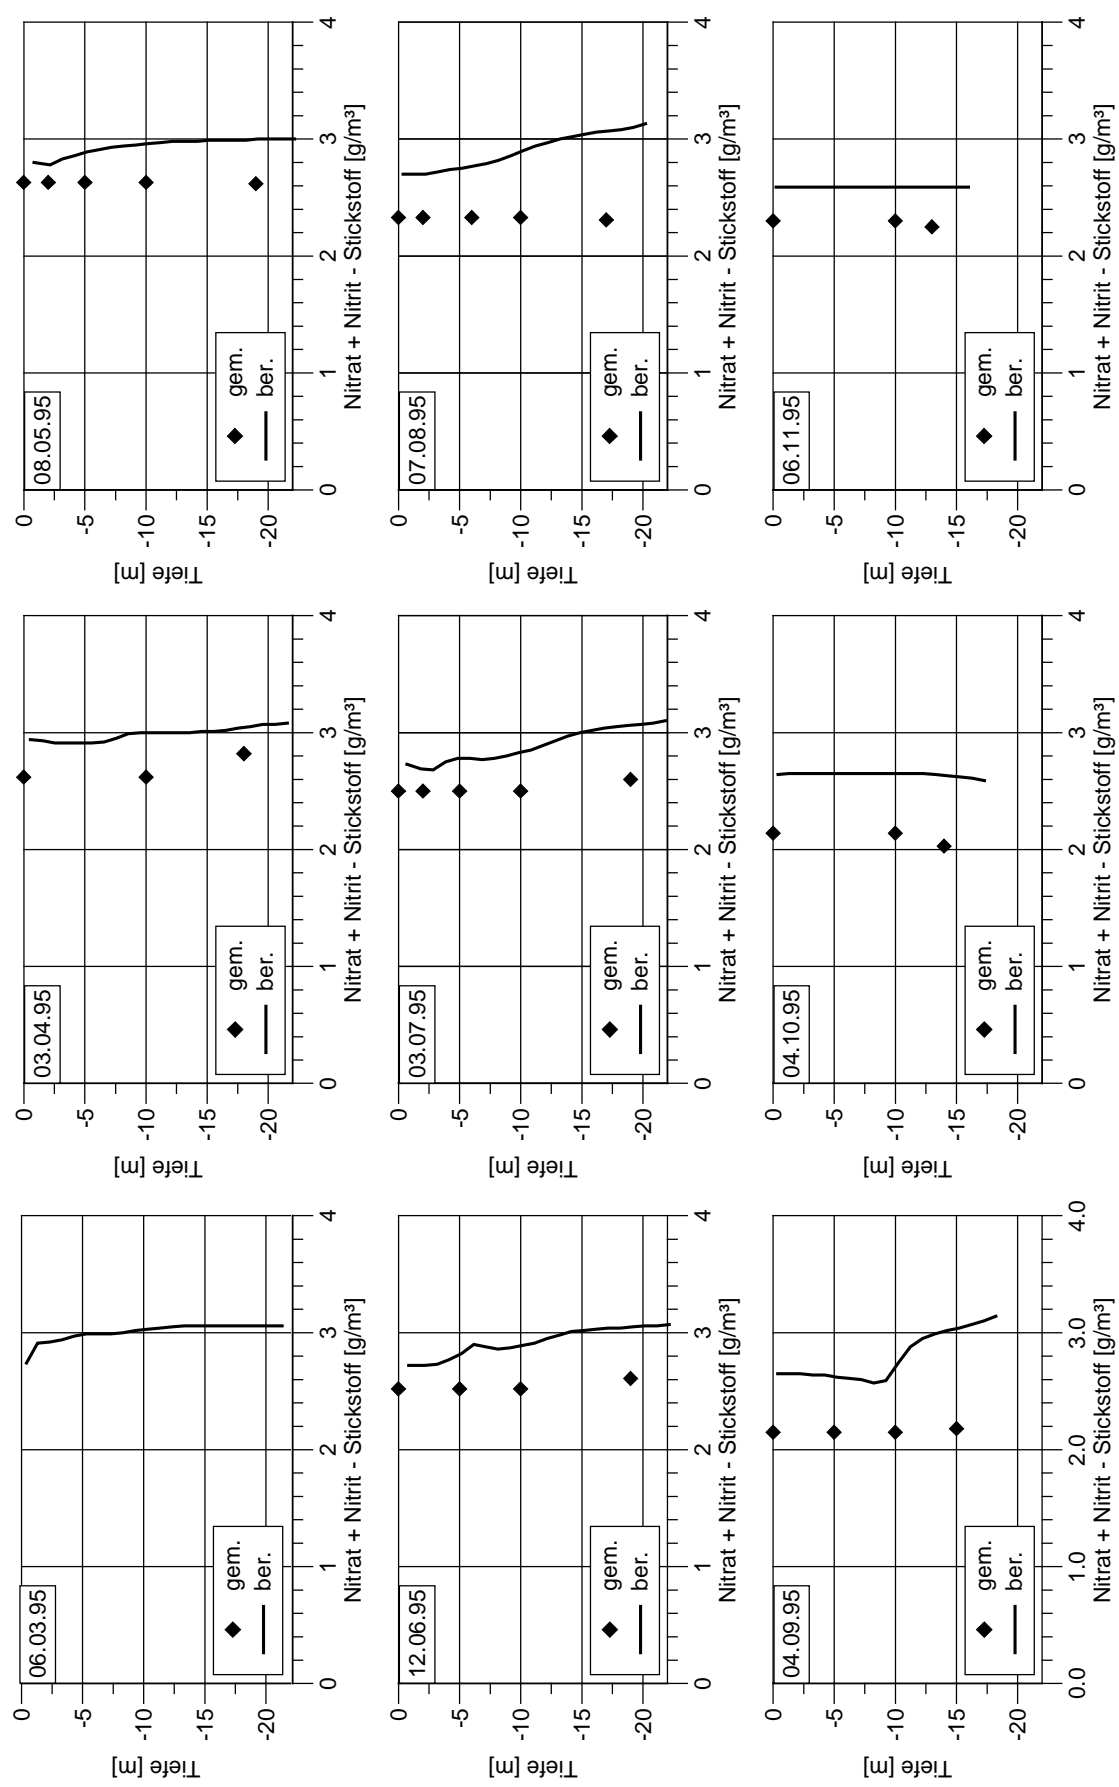 06.03.95
0
-5
-10
-15
-20
Tiefe [m]
gem.
ber.
0 1 2 3 4
Nitrat + Nitrit - Stickstoff [g/m³]
03.04.95
0
-5
-10
-15
-20
Tiefe [m]
gem.
ber.
0 1 2 3 4
Nitrat + Nitrit - Stickstoff [g/m³]
08.05.95
0
-5
-10
-15
-20
Tiefe [m]
gem.
ber.
0 1 2 3 4
Nitrat + Nitrit - Stickstoff [g/m³]
12.06.95
0
-5
-10
-15
-20
Tiefe [m]
gem.
ber.
0 1 2 3 4
Nitrat + Nitrit - Stickstoff [g/m³]
03.07.95
0
-5
-10
-15
-20
Tiefe [m]
gem.
ber.
0 1 2 3 4
Nitrat + Nitrit - Stickstoff [g/m³]
07.08.95
0
-5
-10
-15
-20
Tiefe [m]
gem.
ber.
0 1 2 3 4
Nitrat + Nitrit - Stickstoff [g/m³]
04.09.95
0
-5
-10
-15
-20
Tiefe [m]
gem.
ber.
0.0 1.0 2.0 3.0 4.0
Nitrat + Nitrit - Stickstoff [g/m³]
04.10.95
0
-5
-10
-15
-20
Tiefe [m]
gem.
ber.
0 1 2 3 4
Nitrat + Nitrit - Stickstoff [g/m³]
06.11.95
0
-5
-10
-15
-20
Tiefe [m]
gem.
ber.
0 1 2 3 4
Nitrat + Nitrit - Stickstoff [g/m³]